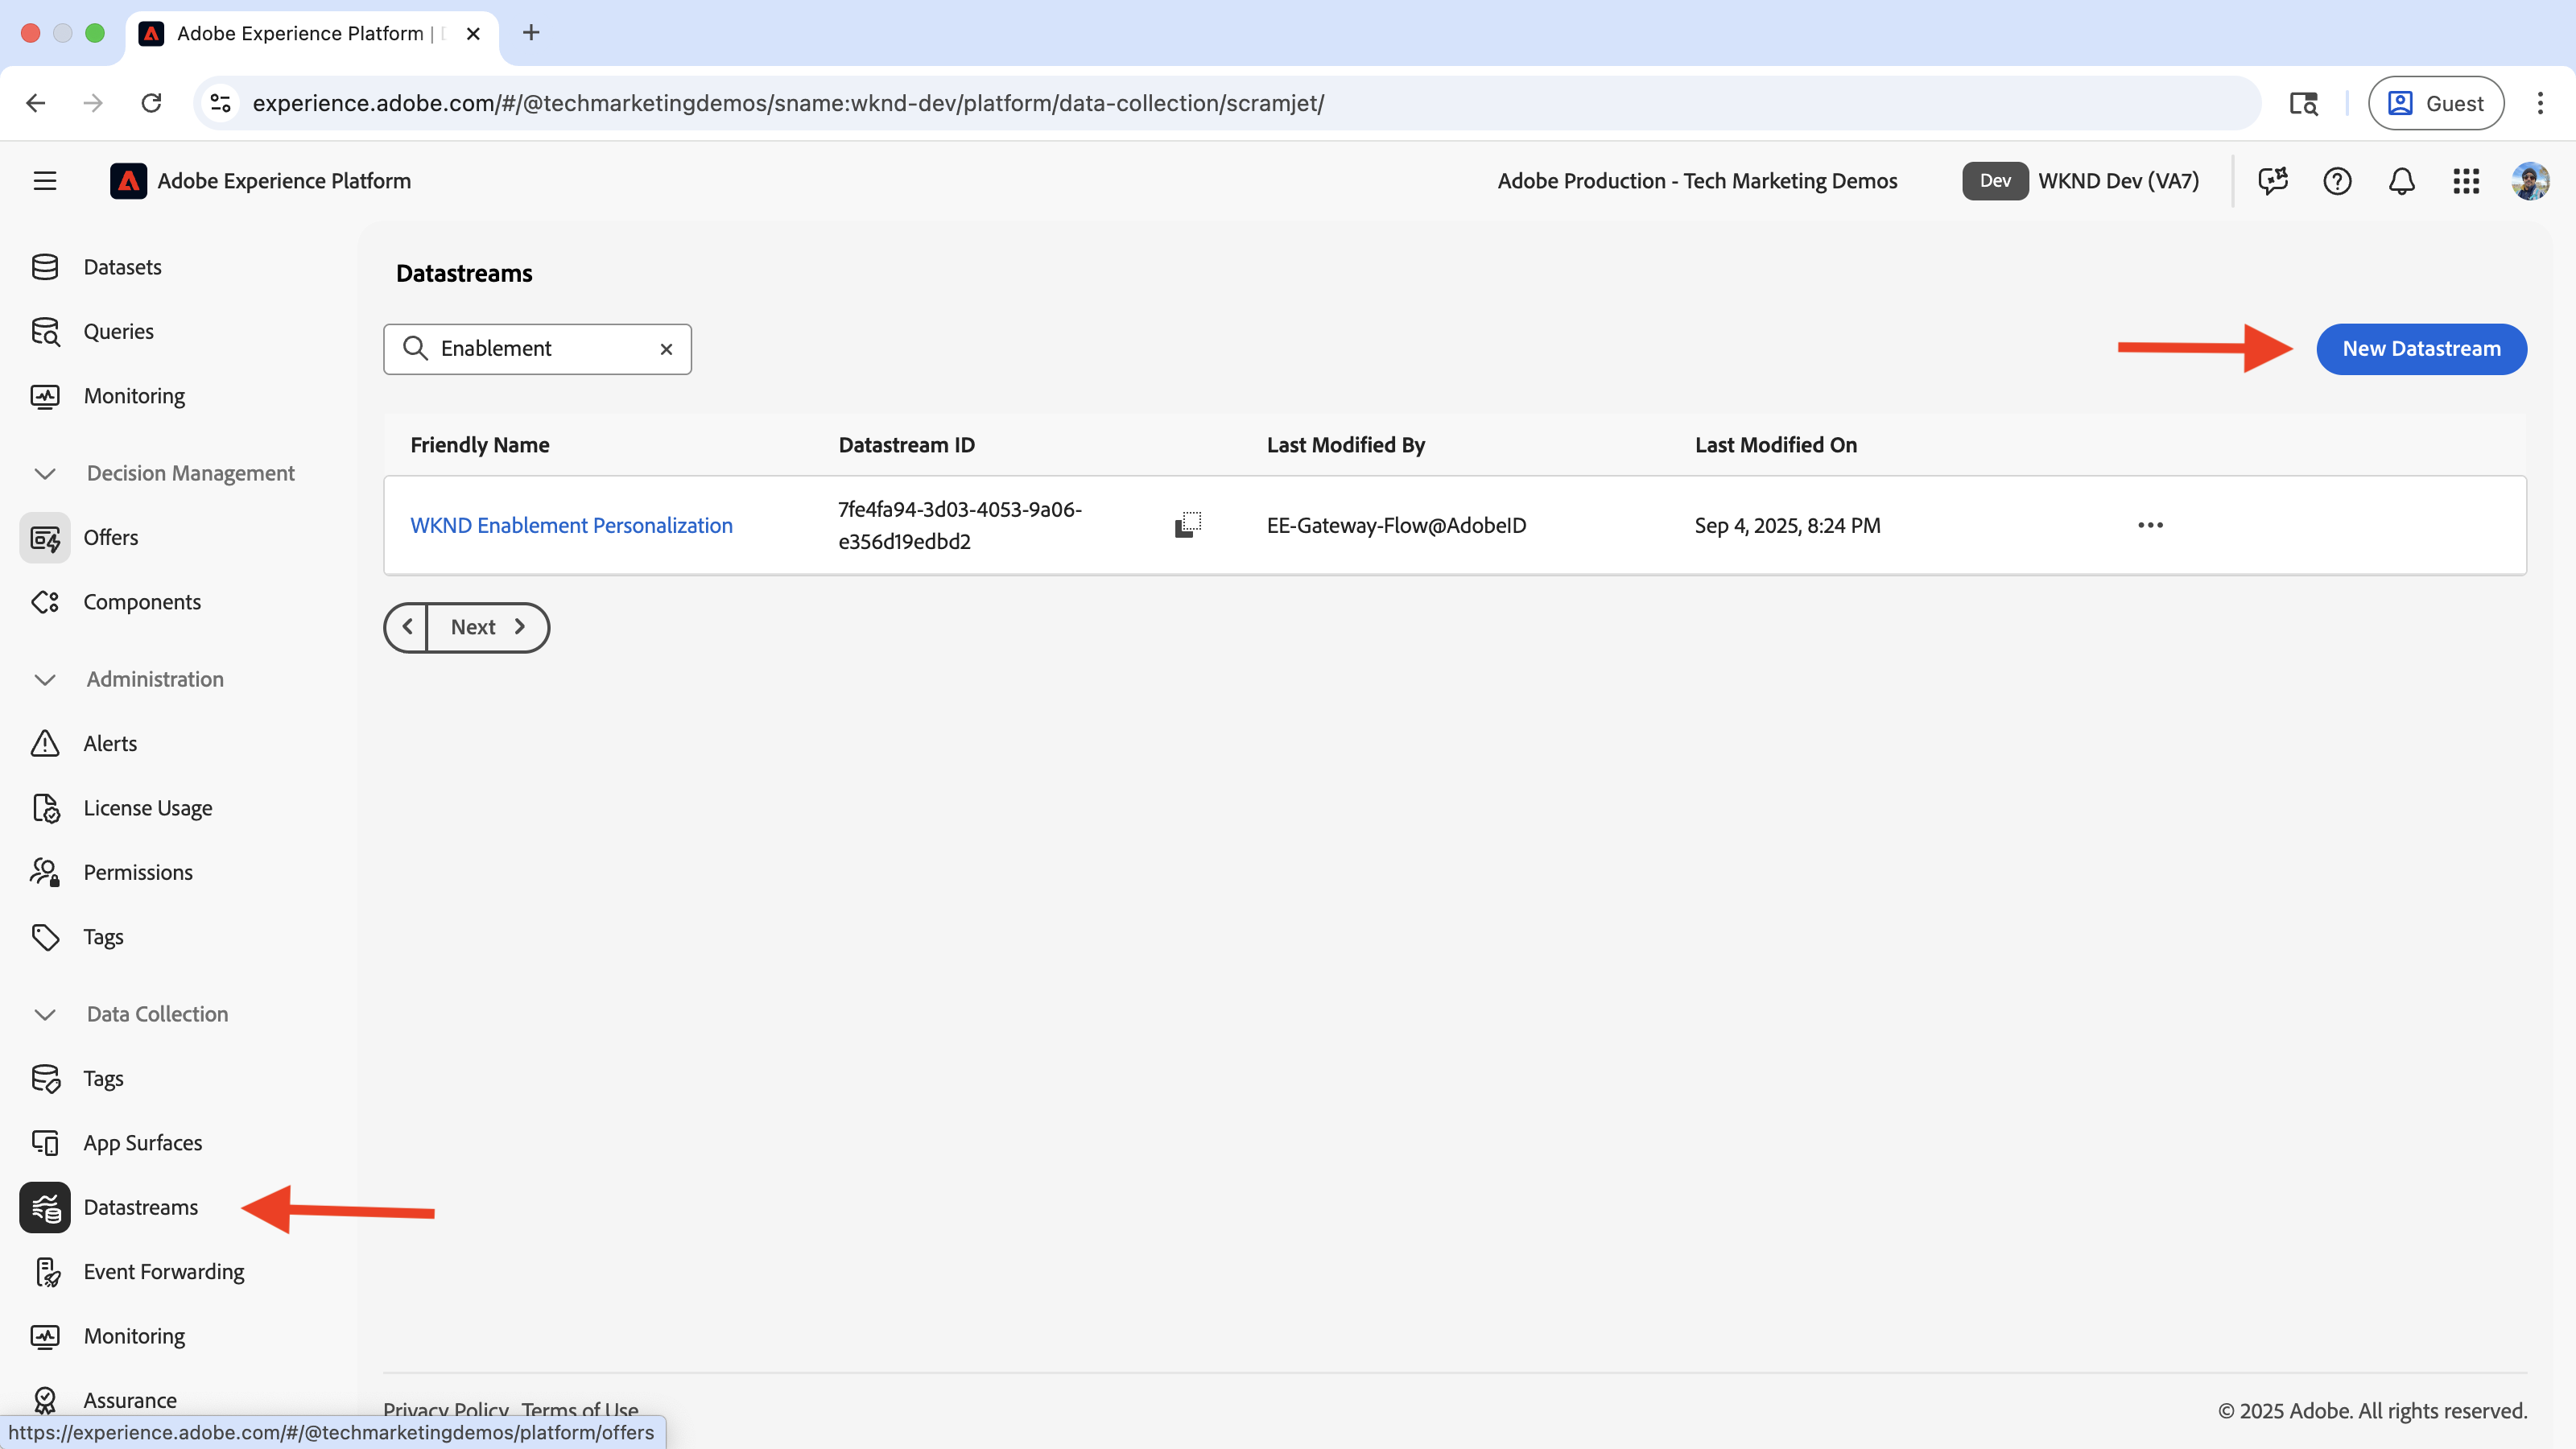 Adobe Experience Platform |
experience.adobe.com/#/@techmarketingdemos/sname:wknd-dev/platform/data-collection/scramjet/
Guest
Adobe Experience Platform
Adobe Production - Tech Marketing Demos
Dev
WKND Dev (VA7)
Datasets
Queries
Monitoring
Decision Management
Offers
Components
Administration
Alerts
License Usage
Permissions
Tags
Data Collection
Tags
App Surfaces
Datastreams
Event Forwarding
Monitoring
Assurance
Datastreams
Enablement
New Datastream
Friendly Name
Datastream ID
Last Modified By
Last Modified On
WKND Enablement Personalization
7fe4fa94-3d03-4053-9a06-
e356d19edbd2
EE-Gateway-Flow@AdobeID
Sep 4, 2025, 8:24 PM
Next
Privacy Policy
Terms of Use
© 2025 Adobe. All rights reserved.
https://experience.adobe.com/#/@techmarketingdemos/platform/offers